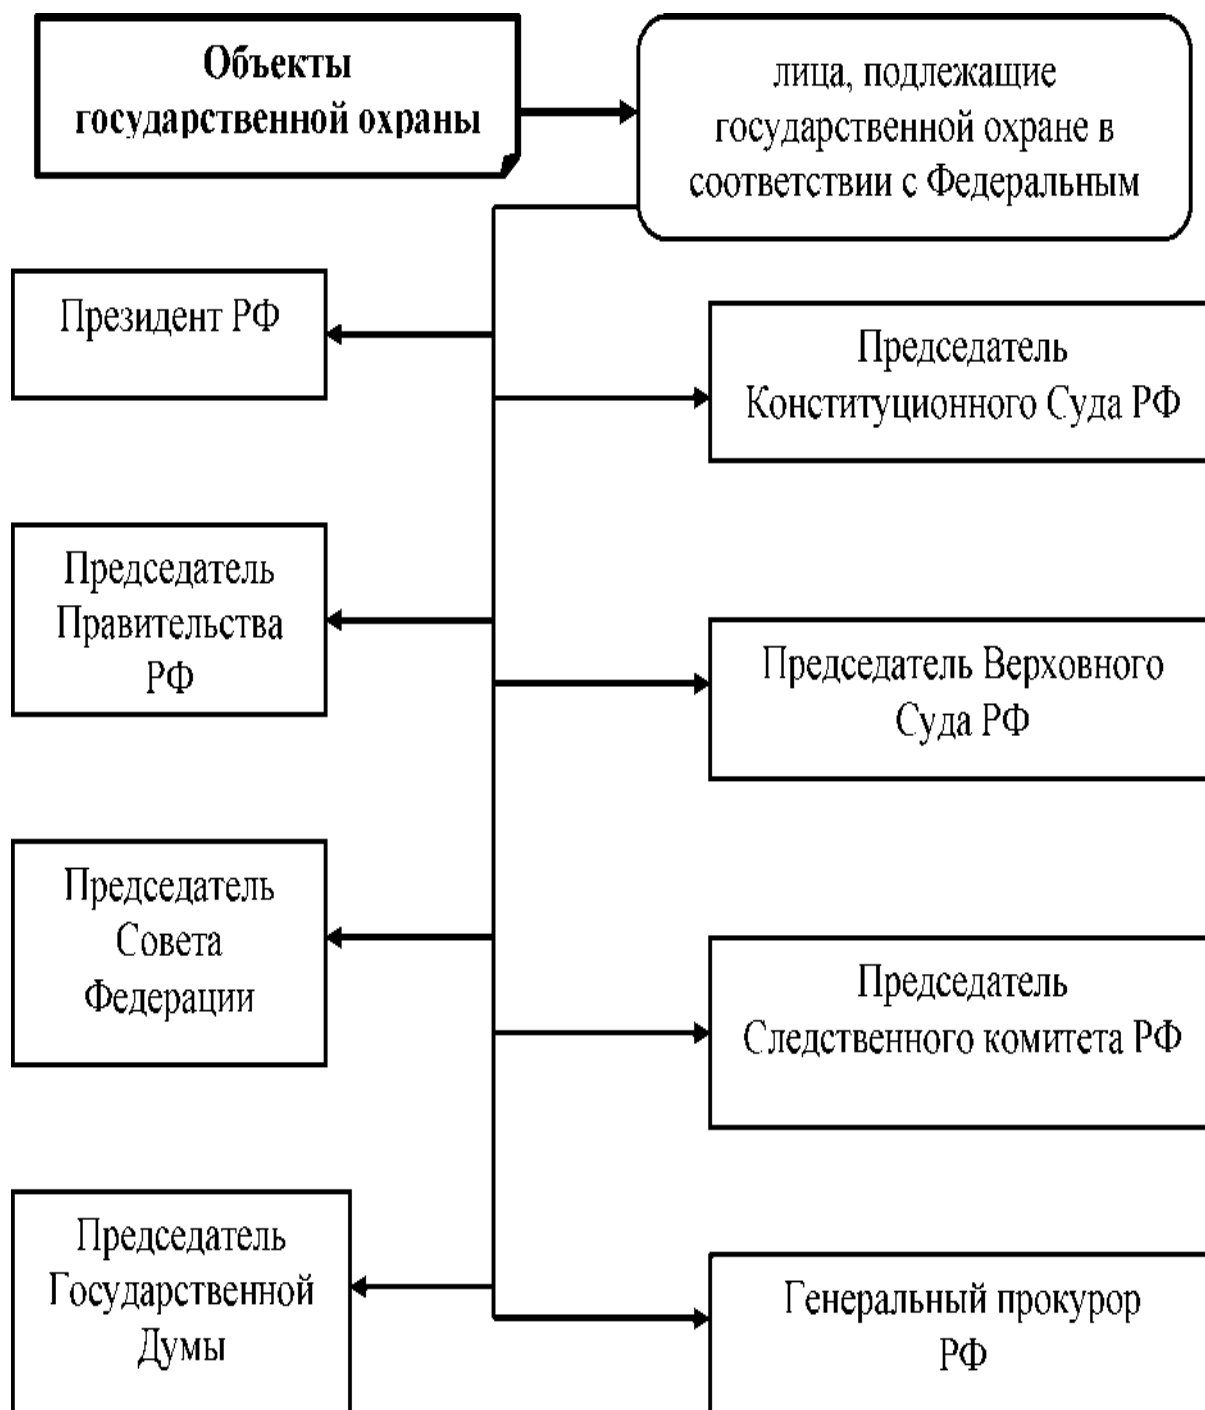 Объекты
государственной охраны
лица, подлежащие
государственной охране в
соответствии с Федеральным
Президент РФ
Председатель
Конституционного Суда РФ
Председатель
Правительства
РФ
Председатель Верховного
Суда РФ
Председатель
Совета
Федерации
Председатель
Следственного комитета РФ
Председатель
Государственной
Думы
Генеральный прокурор
РФ